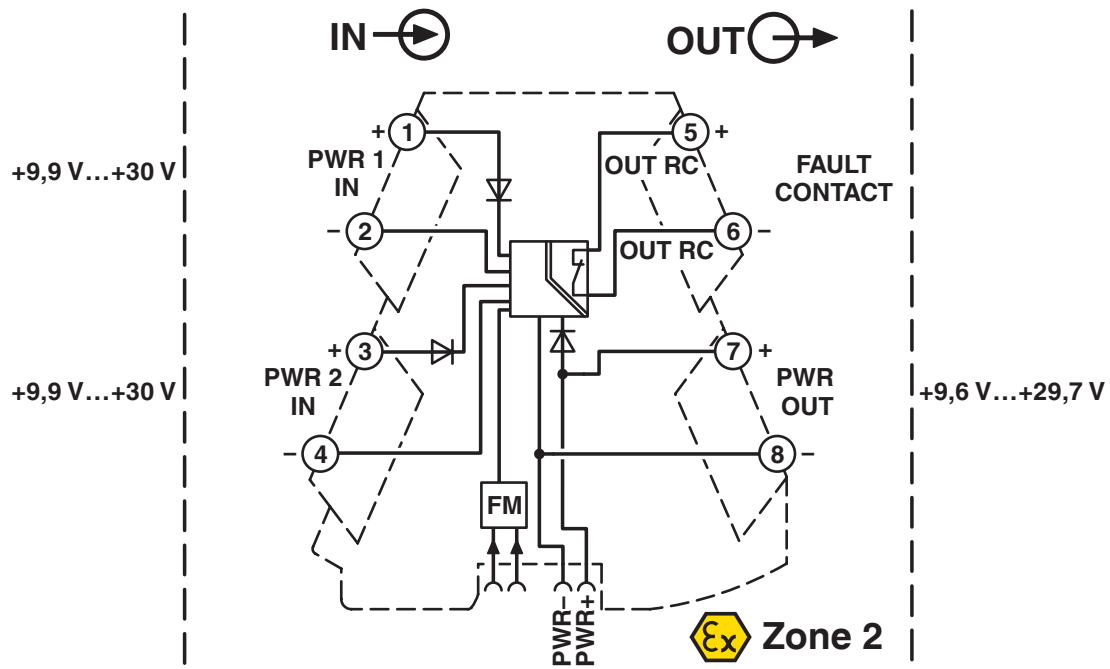 IN
OUT
+ 1
5 +
PWR 1
IN
OUT RC
FAULT
CONTACT
+9,9 V...+30 V
– 2
6 –
OUT RC
+ 3
7 +
PWR 2
IN
PWR
OUT
+9,9 V...+30 V
+9,6 V...+29,7 V
– 4
8 –
FM
PWR-
PWR+
Ex Zone 2